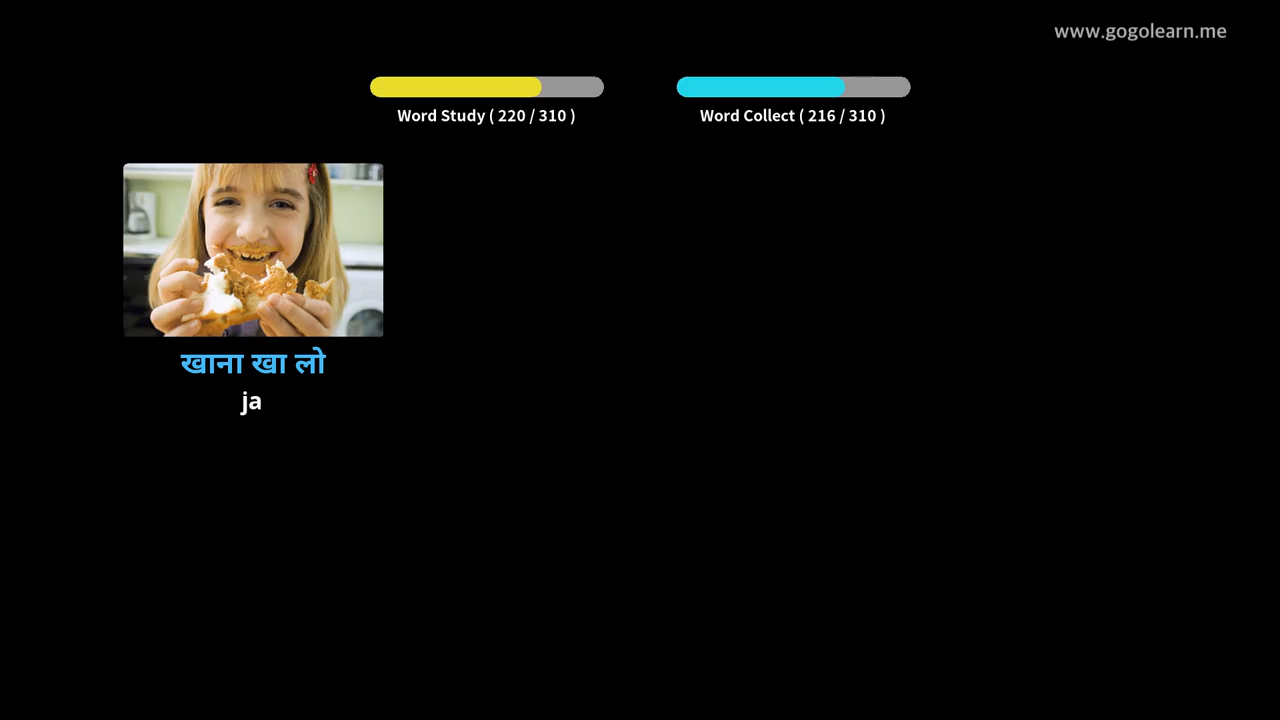 www.gogolearn.me
Word Study ( 220 / 310 )
Word Collect ( 216 / 310 )
खाना खा लो
ja